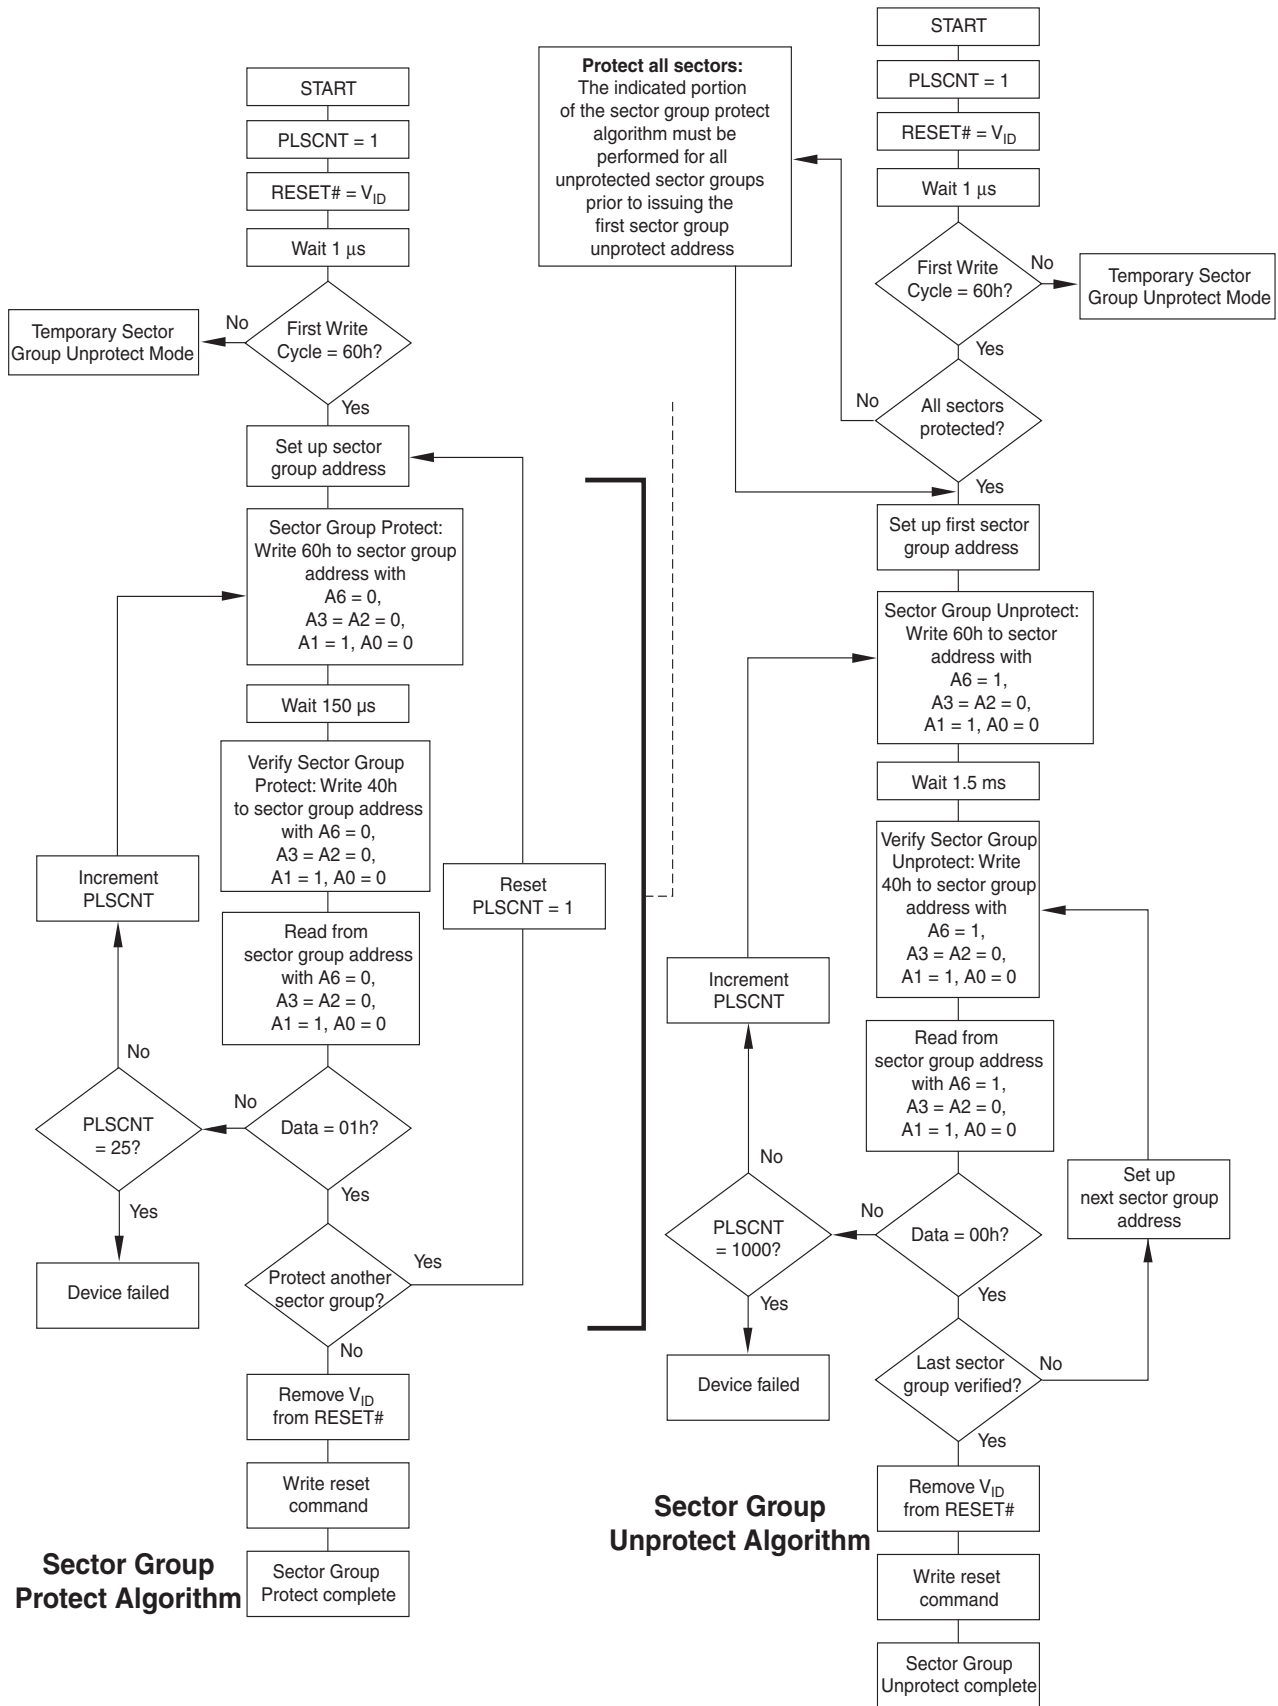 START
PLSCNT = 1
RESET# = VID
Wait 1 μs
First Write
Cycle = 60h?
No
Temporary Sector
Group Unprotect Mode
Yes
Set up sector
group address
Sector Group Protect:
Write 60h to sector group
address with
A6 = 0,
A3 = A2 = 0,
A1 = 1, A0 = 0
Wait 150 μs
Verify Sector Group
Protect: Write 40h
to sector group address
with A6 = 0,
A3 = A2 = 0,
A1 = 1, A0 = 0
Increment
PLSCNT
Reset
PLSCNT = 1
Read from
sector group address
with A6 = 0,
A3 = A2 = 0,
A1 = 1, A0 = 0
No
PLSCNT
= 25?
No
Data = 01h?
Yes
Yes
Device failed
Protect another
sector group?
Yes
No
Remove VID
from RESET#
Write reset
command
Sector Group
Protect complete
Sector Group
Protect Algorithm
Protect all sectors:
The indicated portion
of the sector group protect
algorithm must be
performed for all
unprotected sector groups
prior to issuing the
first sector group
unprotect address
START
PLSCNT = 1
RESET# = VID
Wait 1 μs
First Write
Cycle = 60h?
No
Temporary Sector
Group Unprotect Mode
Yes
No
All sectors
protected?
Yes
Set up first sector
group address
Sector Group Unprotect:
Write 60h to sector
address with
A6 = 1,
A3 = A2 = 0,
A1 = 1, A0 = 0
Wait 1.5 ms
Verify Sector Group
Unprotect: Write
40h to sector group
address with
A6 = 1,
A3 = A2 = 0,
A1 = 1, A0 = 0
Increment
PLSCNT
Read from
sector group address
with A6 = 1,
A3 = A2 = 0,
A1 = 1, A0 = 0
No
PLSCNT
= 1000?
No
Data = 00h?
Set up
next sector group
address
Yes
Yes
Device failed
Last sector
group verified?
No
Yes
Remove VID
from RESET#
Write reset
command
Sector Group
Unprotect complete
Sector Group
Unprotect Algorithm